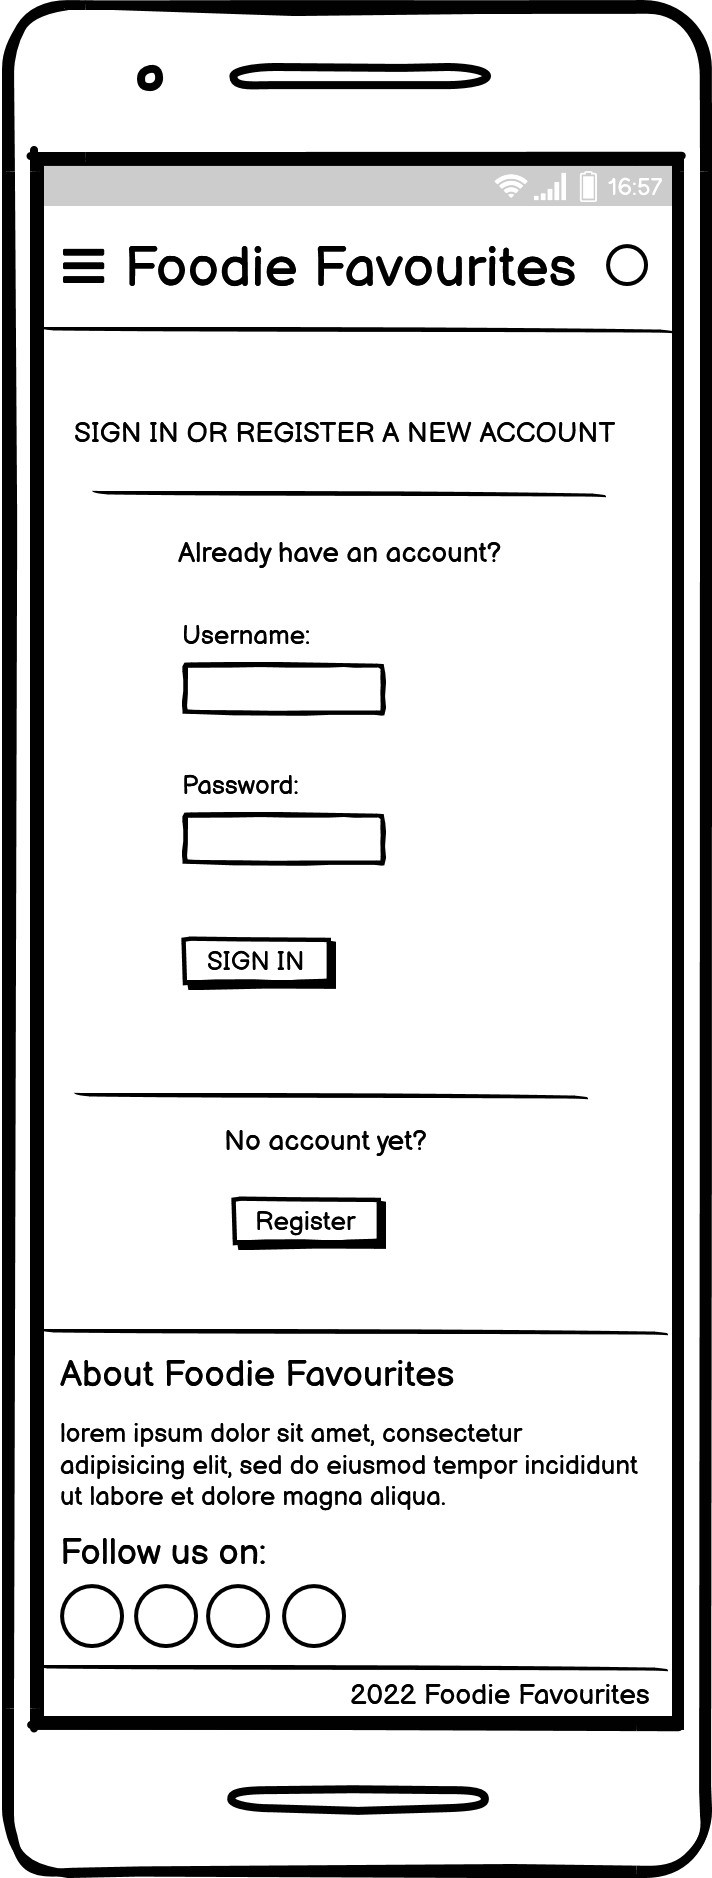 16:57
Foodie Favourites
SIGN IN OR REGISTER A NEW ACCOUNT
Already have an account?
Username:
Password:
SIGN IN
No account yet?
Register
About Foodie Favourites
lorem ipsum dolor sit amet, consectetur
adipisicing elit, sed do eiusmod tempor incididunt
ut labore et dolore magna aliqua.
Follow us on:
2022 Foodie Favourites